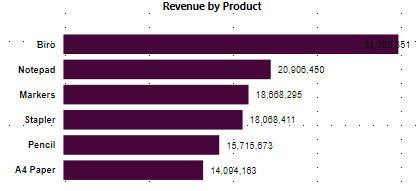 Revenue by Product
Biro
Notepad 20,906,450
Markers 18,668,295
Stapler 18,068,411
Pencil 15,715,673
A4 Paper 14,094,163